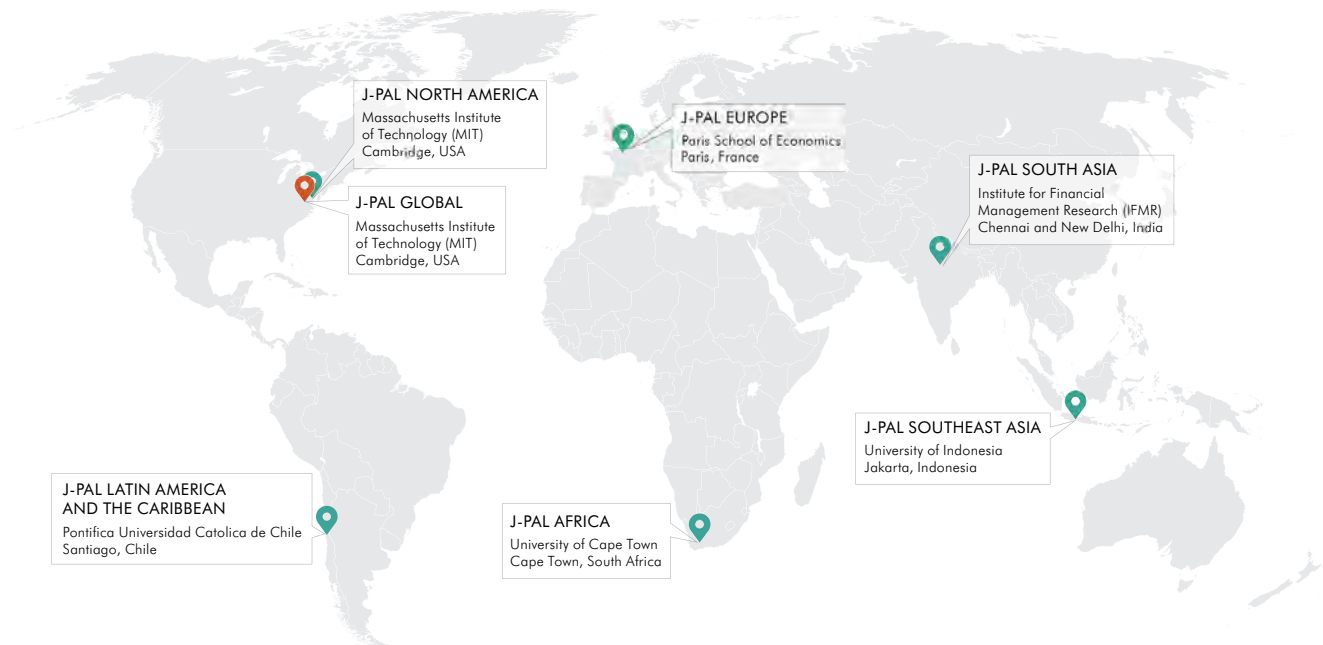 J-PAL NORTH AMERICA
Massachusetts Institute
of Technology (MIT)
Cambridge, USA
J-PAL GLOBAL
Massachusetts Institute
of Technology (MIT)
Cambridge, USA
J-PAL EUROPE
Paris School of Economics
Paris, France
J-PAL SOUTH ASIA
Institute for Financial
Management Research (IFMR)
Chennai and New Delhi, India
J-PAL SOUTHEAST ASIA
University of Indonesia
Jakarta, Indonesia
J-PAL LATIN AMERICA
AND THE CARIBBEAN
Pontifica Universidad Catolica de Chile
Santiago, Chile
J-PAL AFRICA
University of Cape Town
Cape Town, South Africa